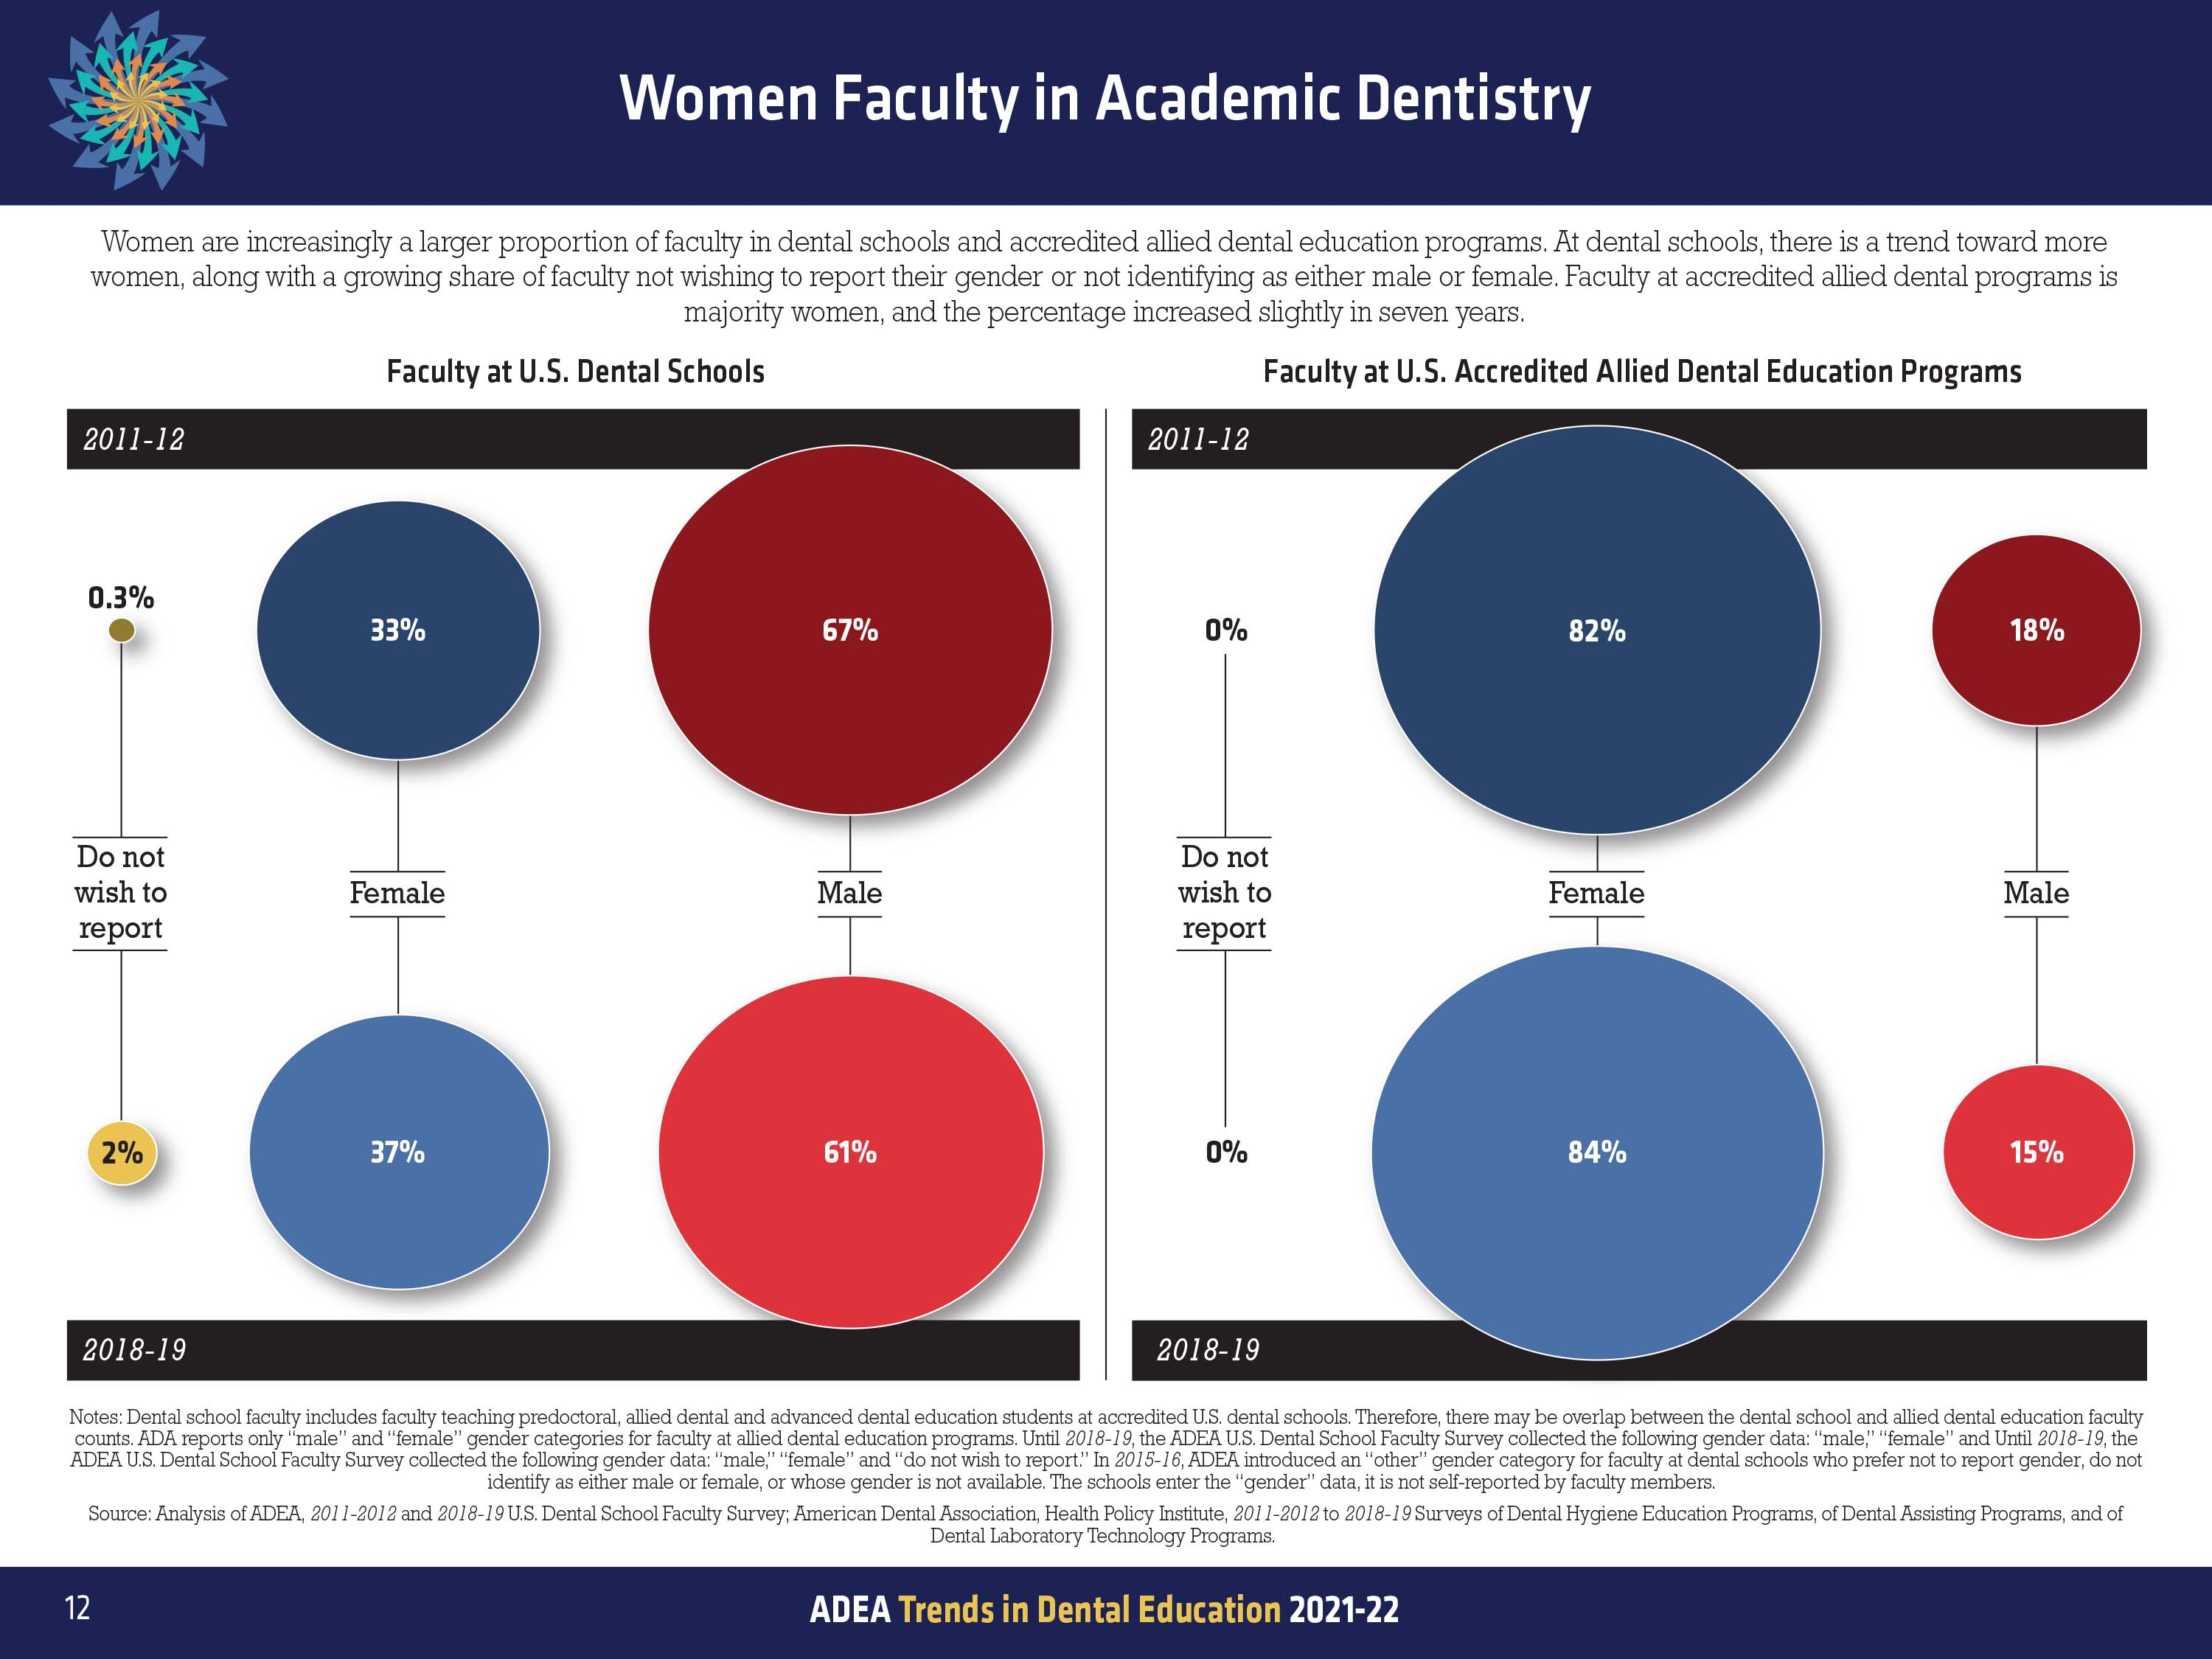 Women Faculty in Academic Dentistry
Women are increasingly a larger proportion of faculty in dental schools and accredited allied dental education programs. At dental schools, there is a trend toward more
women, along with a growing share of faculty not wishing to report their gender or not identifying as either male or female. Faculty at accredited allied dental programs is
majority women, and the percentage increased slightly in seven years.
Faculty at U.S. Dental Schools
2011-12
0.3%
33%
67%
Do not
wish to
report
Female
Male
2%
37%
61%
2018-19
Faculty at U.S. Accredited Allied Dental Education Programs
2011-12
0%
82%
18%
Do not
wish to
report
Female
Male
0%
84%
15%
2018-19
Notes: Dental school faculty includes faculty teaching predoctoral, allied dental and advanced dental education students at accredited U.S. dental schools. Therefore, there may be overlap between the dental school and allied dental education faculty
counts. ADA reports only “male” and “female” gender categories for faculty at allied dental education programs. Until 2018-19, the ADEA U.S. Dental School Faculty Survey collected the following gender data: “male,” “female” and Until 2018-19, the
ADEA U.S. Dental School Faculty Survey collected the following gender data: “male,” “female” and “do not wish to report.” In 2015-16, ADEA introduced an “other” gender category for faculty at dental schools who prefer not to report gender, do not
identify as either male or female, or whose gender is not available. The schools enter the “gender” data, it is not self-reported by faculty members.
Source: Analysis of ADEA, 2011-2012 and 2018-19 U.S. Dental School Faculty Survey; American Dental Association, Health Policy Institute, 2011-2012 to 2018-19 Surveys of Dental Hygiene Education Programs, of Dental Assisting Programs, and of
Dental Laboratory Technology Programs.
12
ADEA Trends in Dental Education 2021-22